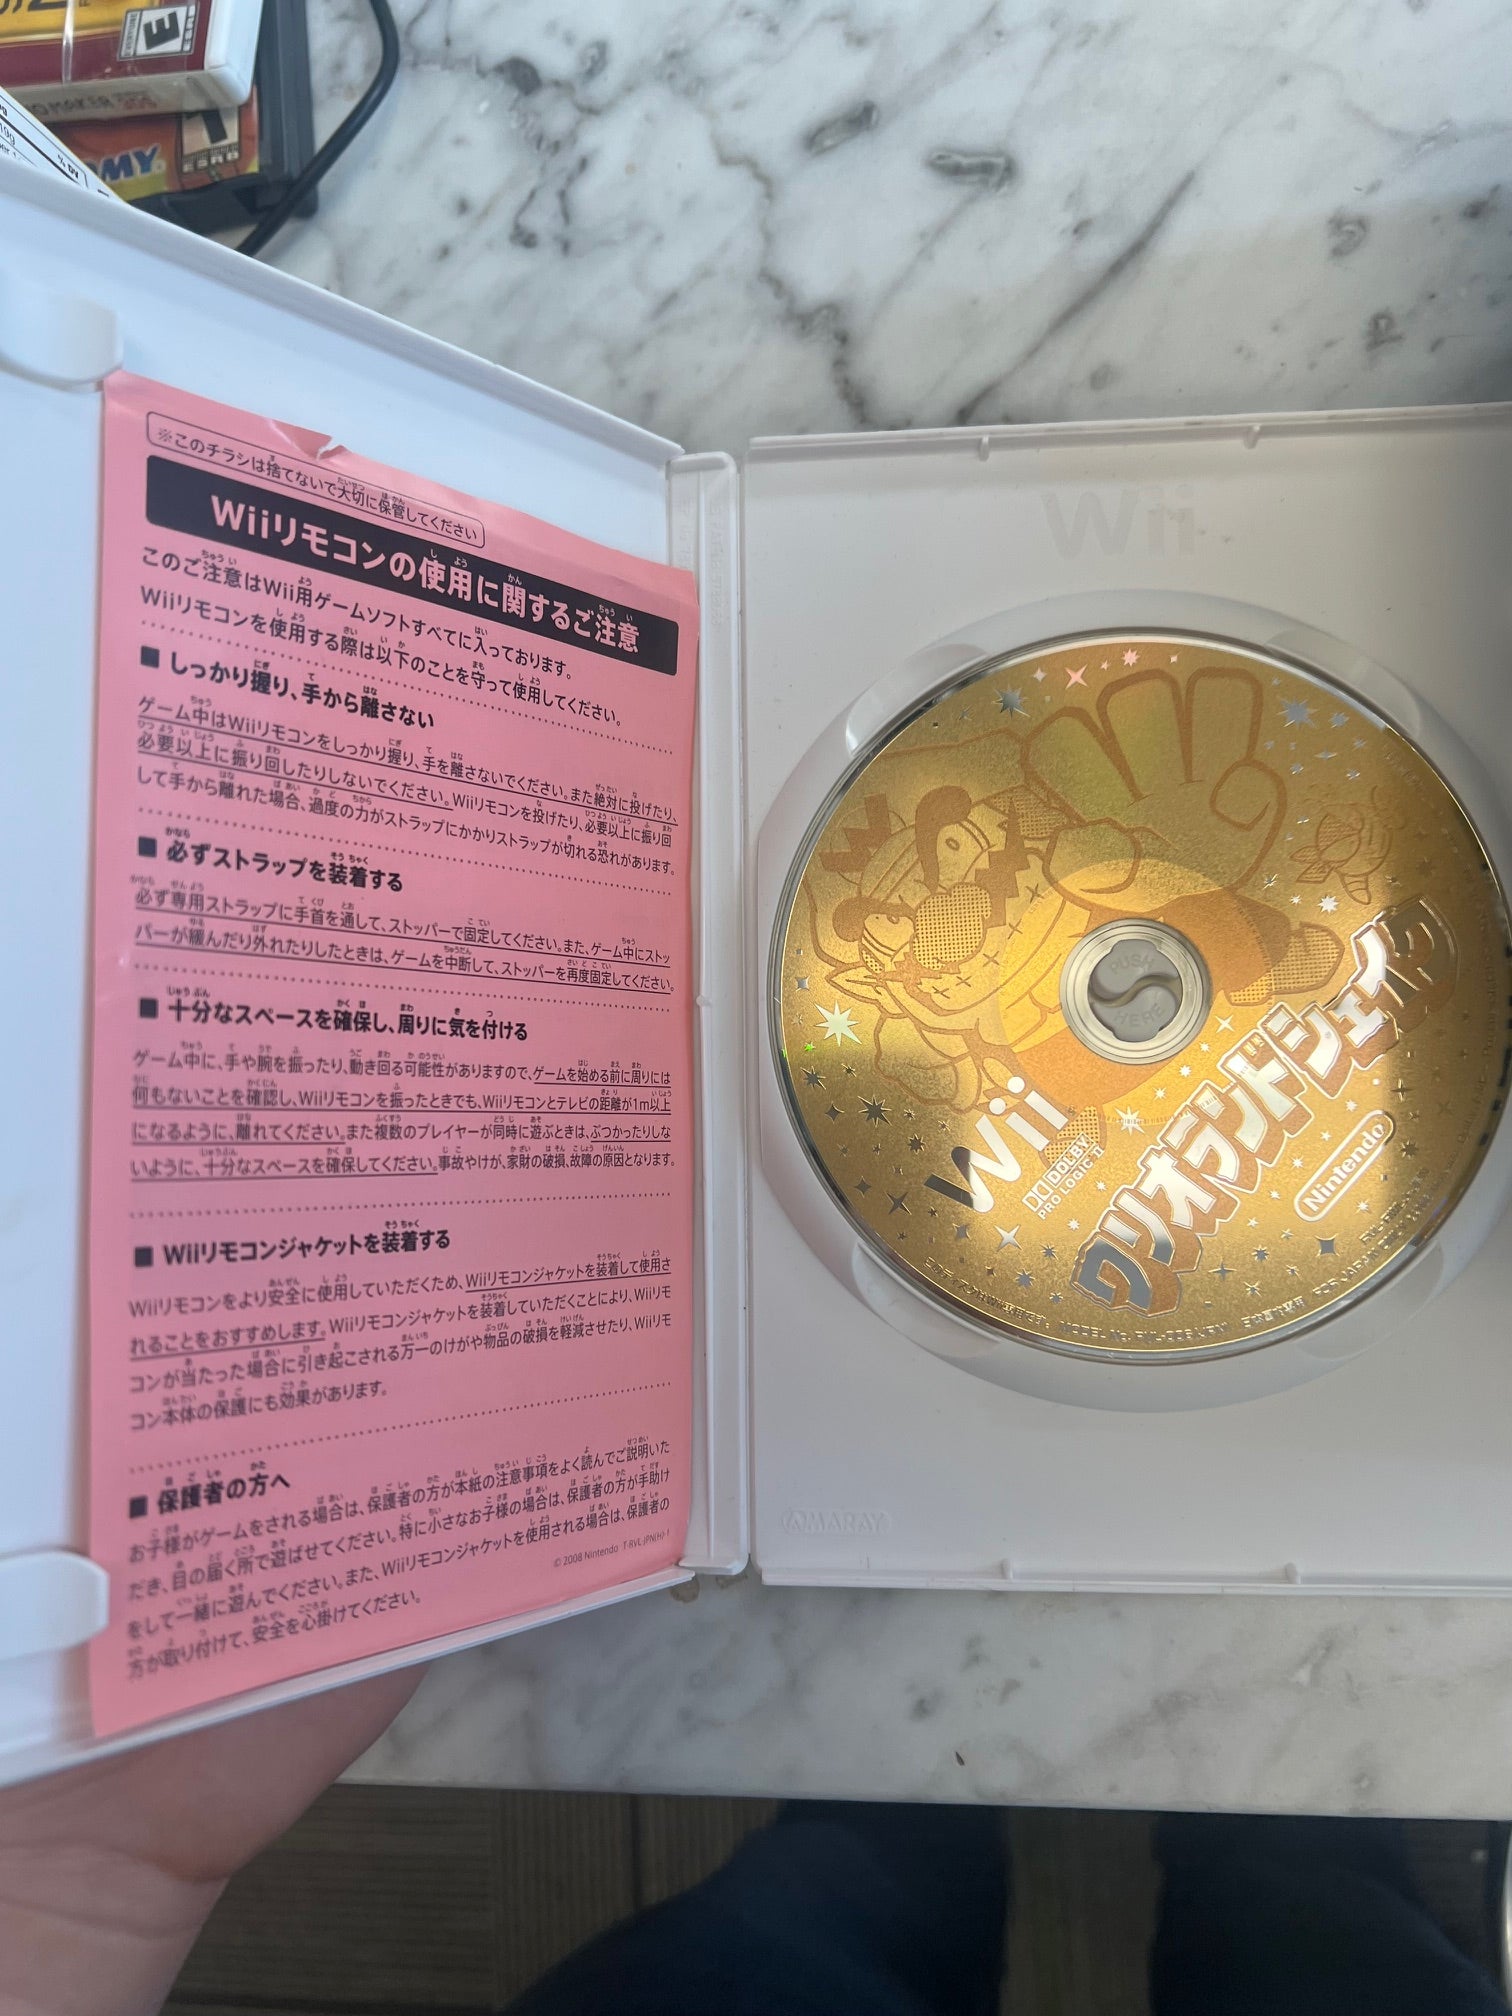 E
ESRB
MAKER
T
ESRB
MY
※このチラシは捨てないで大切に保管してください
Wiiリモコンの使用に関するご注意
このご注意はWii用ゲームソフトすべてに入っております。
Wiiリモコンを使用する際は以下のことを守って使用してください。
■ しっかり握り、手から離さない
ゲーム中はWiiリモコンをしっかり握り、手を離さないでください。また絶対に投げたり、
必要以上に振り回したりしないでください。Wiiリモコンを投げたり、必要以上に振り回
して手から離れた場合、過度の力がストラップにかかりストラップが切れる恐れがあります。
■ 必ずストラップを装着する
必ず専用ストラップに手首を通して、ストッパーで固定してください。また、ゲーム中にストッ
パーが緩んだり外れたりしたときは、ゲームを中断して、ストッパーを再度固定してください。
■ 十分なスペースを確保し、周りに気を付ける
ゲーム中に、手や腕を振ったり、動き回る可能性がありますので、ゲームを始める前に周りには
何もないことを確認し、Wiiリモコンを振ったときでも、Wiiリモコンとテレビの距離が1m以上
になるように、離れてください。また複数のプレイヤーが同時に遊ぶときは、ぶつかったりしな
いように、十分なスペースを確保してください。事故やけが、家財の破損、故障の原因となります。
■ Wiiリモコンジャケットを装着する
Wiiリモコンをより安全に使用していただくため、Wiiリモコンジャケットを装着して使用さ
れることをおすすめします。Wiiリモコンジャケットを装着していただくことにより、Wiiリモ
コンが当たった場合に引き起こされる万一のけがや物品の破損を軽減させたり、Wiiリモ
コン本体の保護にも効果があります。
■ 保護者の方へ
お子様がゲームをされる場合は、保護者の方が本紙の注意事項をよく読んでご説明いた
だき、目の届く所で遊ばせてください。特に小さなお子様の場合は、保護者の方が手助け
をして一緒に遊んでください。また、Wiiリモコンジャケットを使用される場合は、保護者の
方が取り付けて、安全を心掛けてください。
© 2008 Nintendo T-RVL-JPN(H)-1
Wii
PUSH
HERE
Wii
DOLBY
PRO LOGIC II
ワリオランドシェイク
Nintendo
MODEL No. RVL-006(JPN)
FOR JAPAN
AMARAY